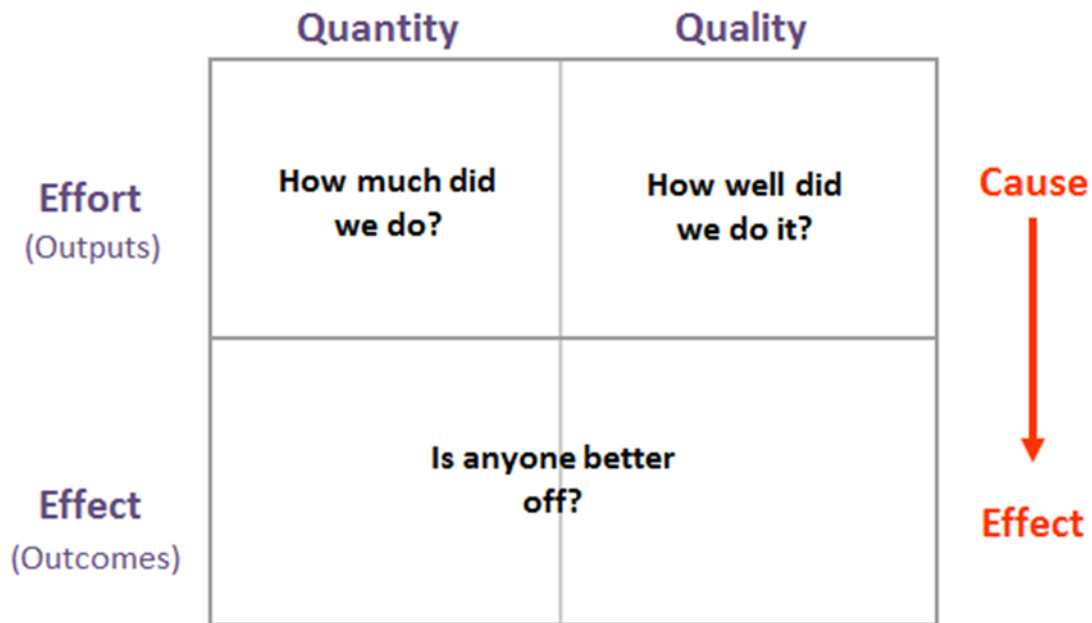 Quantity
Quality
How much did
we do?
How well did
we do it?
Effort
(Outputs)
Cause
Is anyone better
off?
Effect
(Outcomes)
Effect